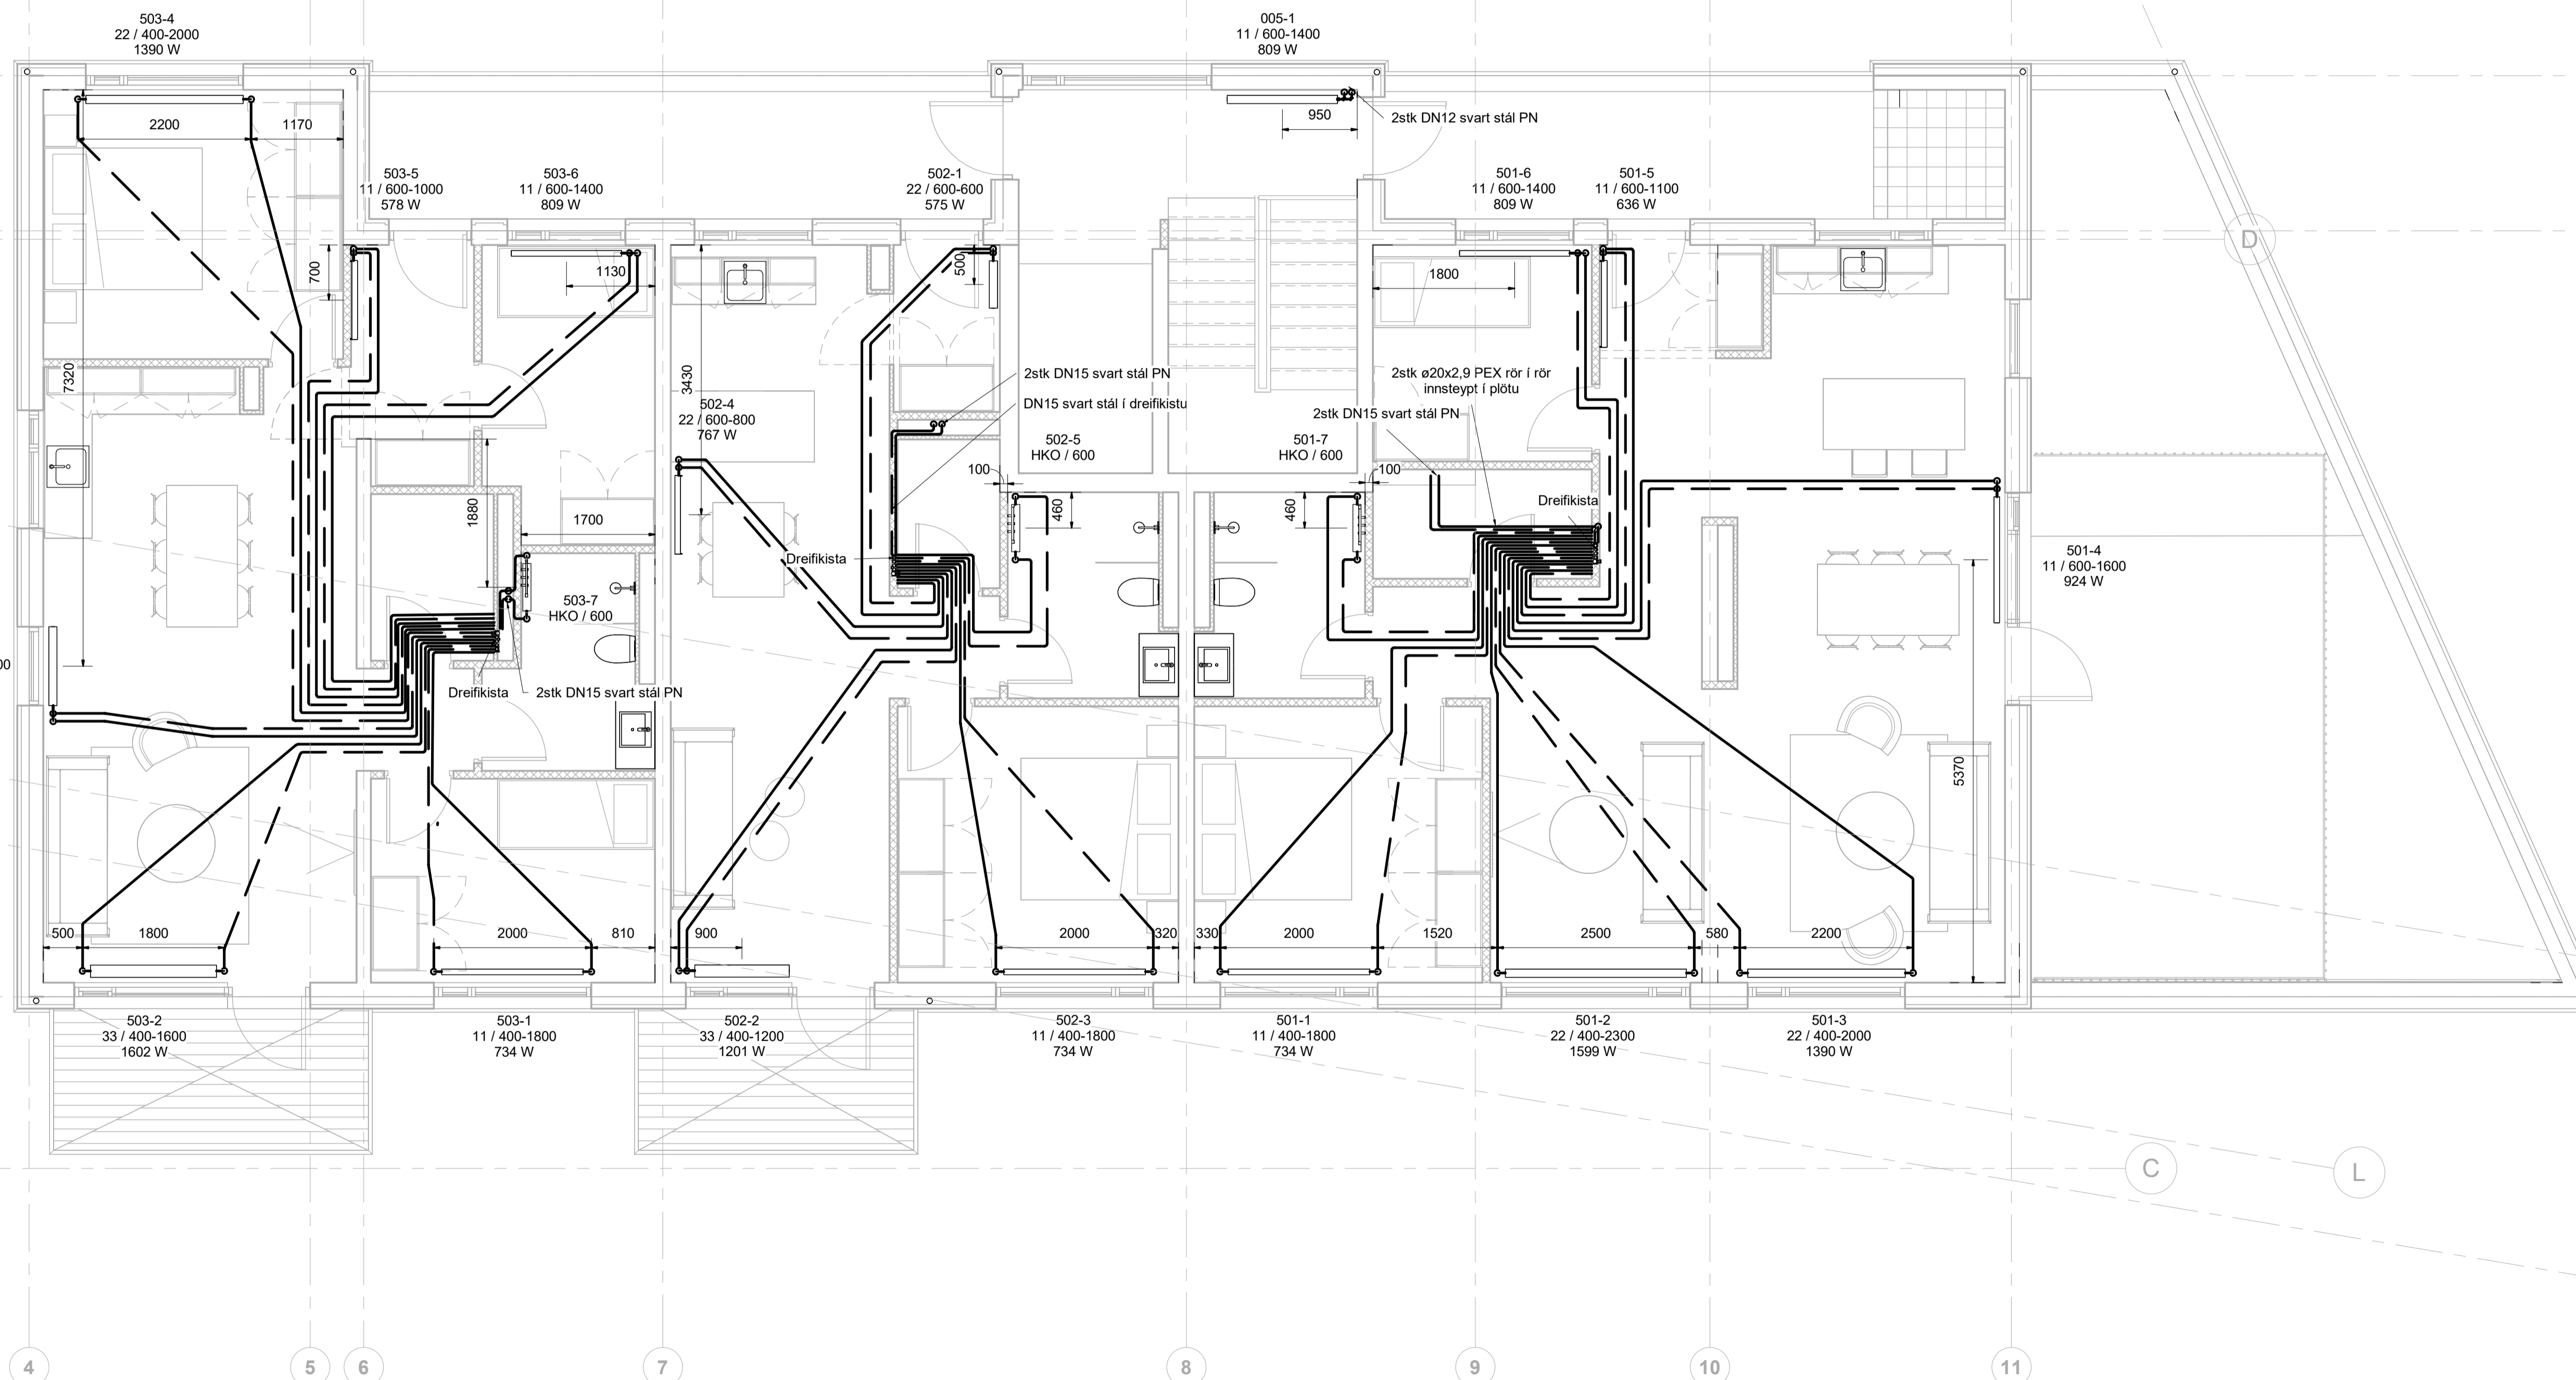 503-4
22 / 400-2000
1390 W
005-1
11 / 600-1400
809 W
2200
1170
950
2stk DN12 svart stál PN
503-5
11 / 600-1000
578 W
503-6
11 / 600-1400
809 W
502-1
22 / 600-600
575 W
501-6
11 / 600-1400
809 W
501-5
11 / 600-1100
636 W
D
700
1130
500
1800
7320
3430
2stk DN15 svart stál PN
DN15 svart stál í dreifikistu
2stk ø20x2,9 PEX rör í rör
innsteypt í plötu
2stk DN15 svart stál PN
502-4
22 / 600-800
767 W
502-5
HKO / 600
501-7
HKO / 600
100
100
1880
1700
460
460
Dreifikista
Dreifikista
501-4
11 / 600-1600
924 W
503-7
HKO / 600
00
Dreifikista
2stk DN15 svart stál PN
5370
500
1800
2000
810
900
2000
320
330
2000
1520
2500
580
2200
503-2
33 / 400-1600
1602 W
503-1
11 / 400-1800
734 W
502-2
33 / 400-1200
1201 W
502-3
11 / 400-1800
734 W
501-1
11 / 400-1800
734 W
501-2
22 / 400-2300
1599 W
501-3
22 / 400-2000
1390 W
C
L
4
5
6
7
8
9
10
11